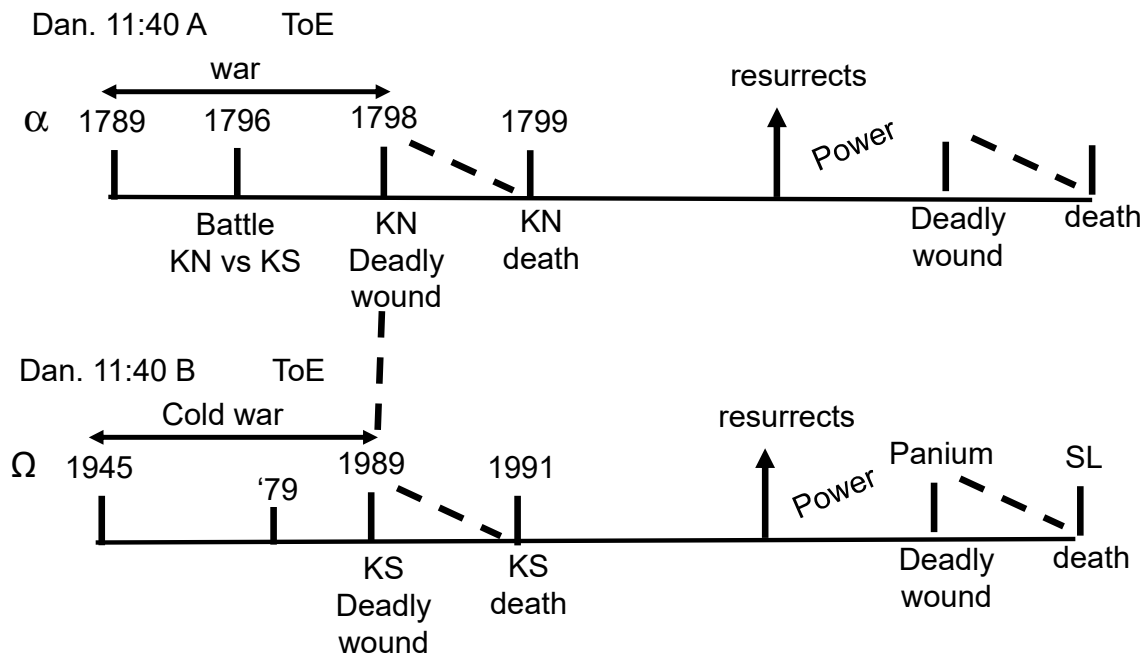 Dan. 11:40 A ToE
war
resurrects
α 1789 1796 1798 1799
Power
Battle
KN vs KS
KN
Deadly
wound
KN
death
Deadly
wound
death
Dan. 11:40 B ToE
Cold war
resurrects
Ω 1945 ‘79 1989 1991
Power
Panium
SL
KS
Deadly
wound
KS
death
Deadly
wound
death